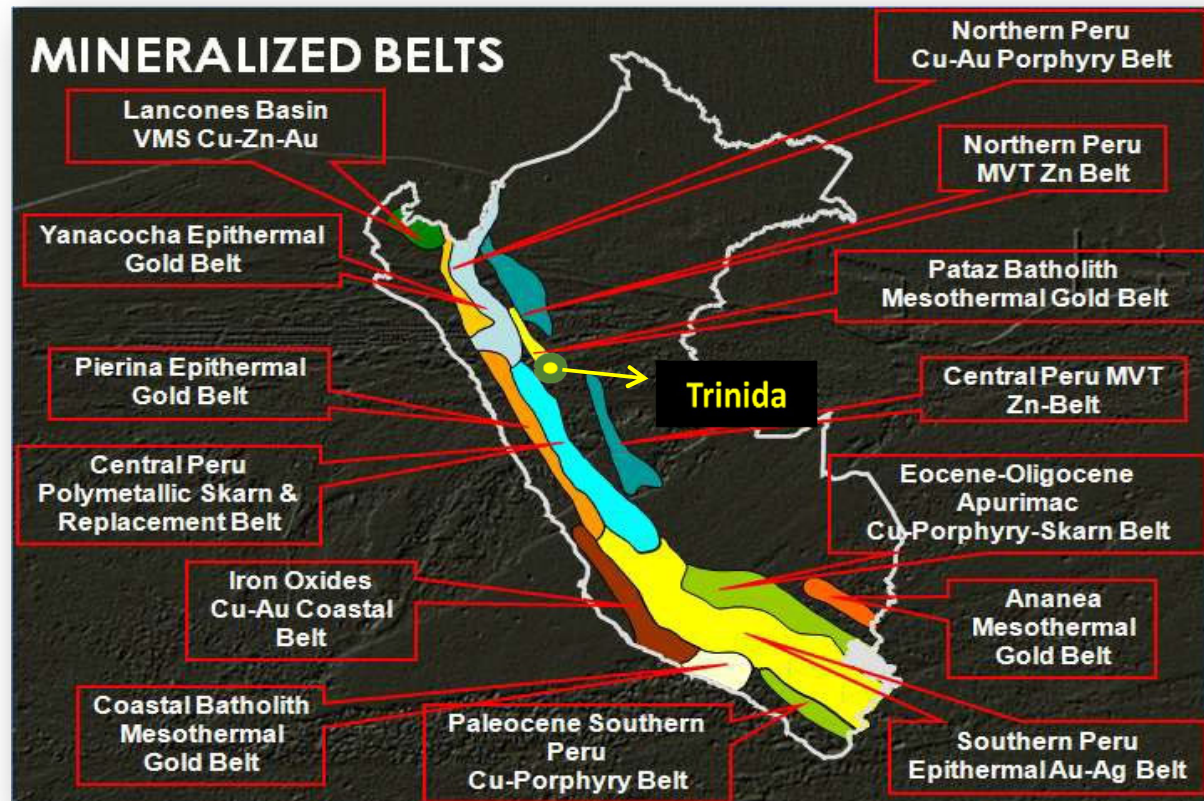 MINERALIZED BELTS
Northern Peru
Cu-Au Porphyry Belt
Lancones Basin
VMS Cu-Zn-Au
Northern Peru
MVT Zn Belt
Yanacocha Epithermal
Gold Belt
Pataz Batholith
Mesothermal Gold Belt
Pierina Epithermal
Gold Belt
Trinida
Central Peru MVT
Zn-Belt
Central Peru
Polymetallic Skarn &
Replacement Belt
Eocene-Oligocene
Apurimac
Cu-Porphyry-Skarn Belt
Iron Oxides
Cu-Au Coastal
Belt
Ananea
Mesothermal
Gold Belt
Coastal Batholith
Mesothermal
Gold Belt
Paleocene Southern
Peru
Cu-Porphyry Belt
Southern Peru
Epithermal Au-Ag Belt